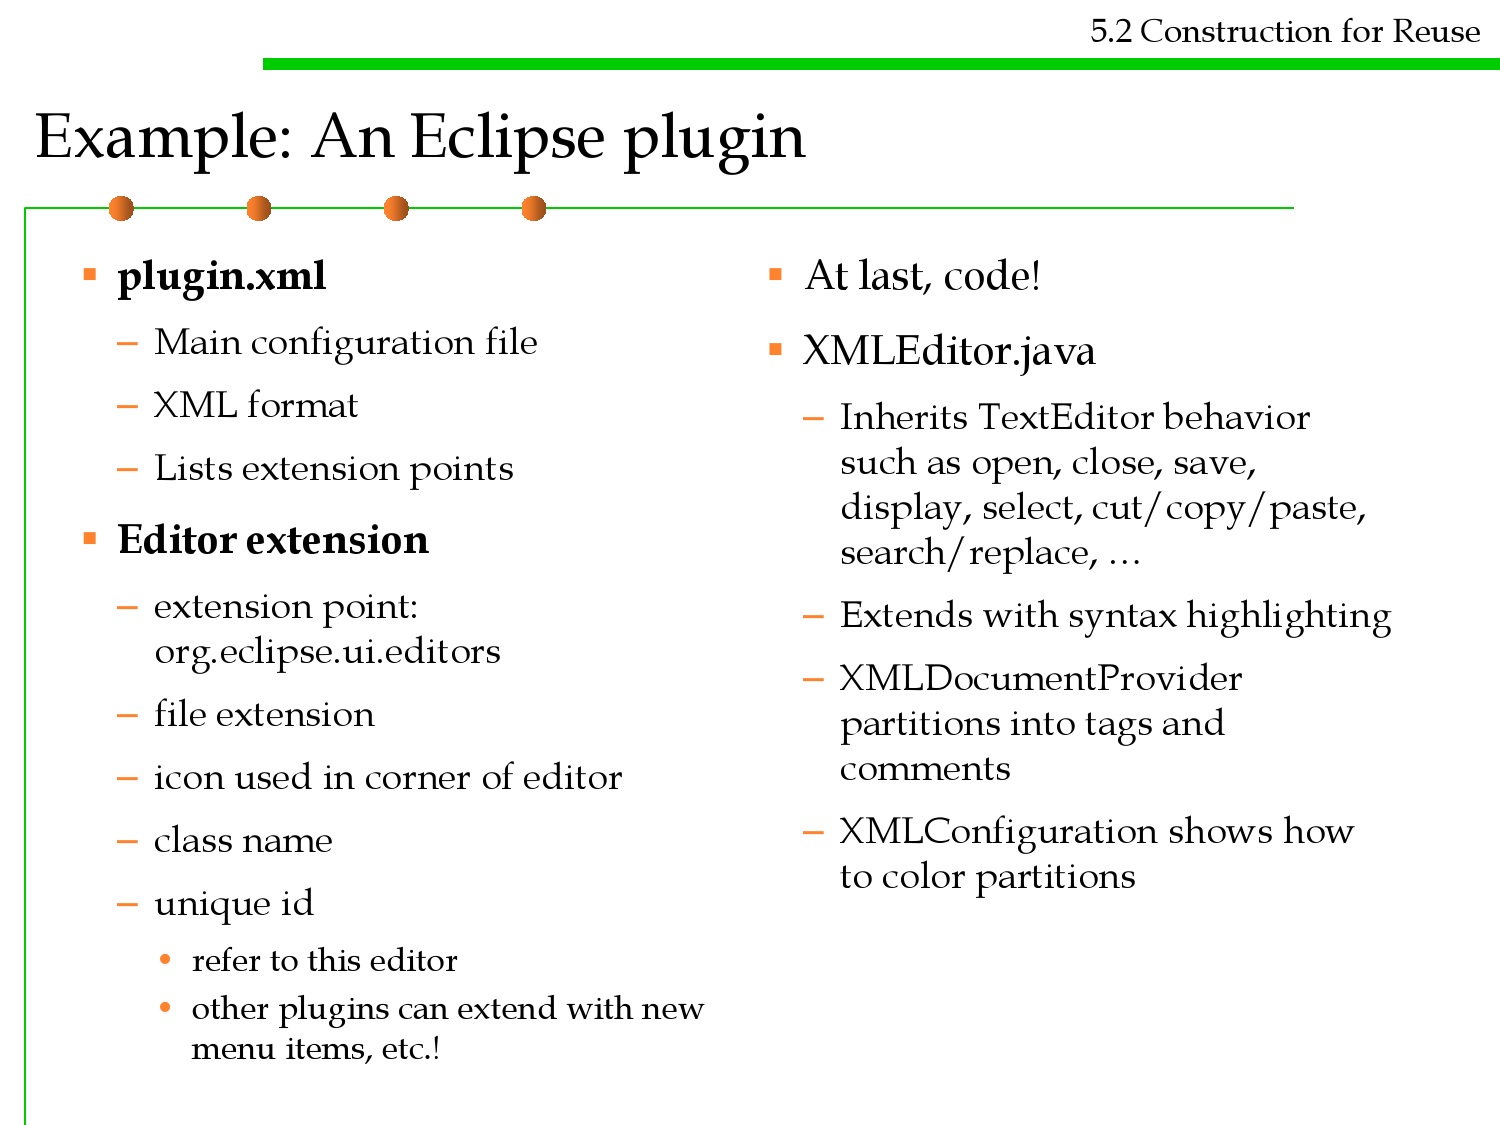 5.2 Construction for Reuse
Example: An Eclipse plugin
▪ plugin.xml
– Main configuration file
– XML format
– Lists extension points
▪ Editor extension
– extension point:
org.eclipse.ui.editors
– file extension
– icon used in corner of editor
– class name
– unique id
• refer to this editor
• other plugins can extend with new
menu items, etc.!
▪ At last, code!
▪ XMLEditor.java
– Inherits TextEditor behavior
such as open, close, save,
display, select, cut/copy/paste,
search/replace, …
– Extends with syntax highlighting
– XMLDocumentProvider
partitions into tags and
comments
– XMLConfiguration shows how
to color partitions